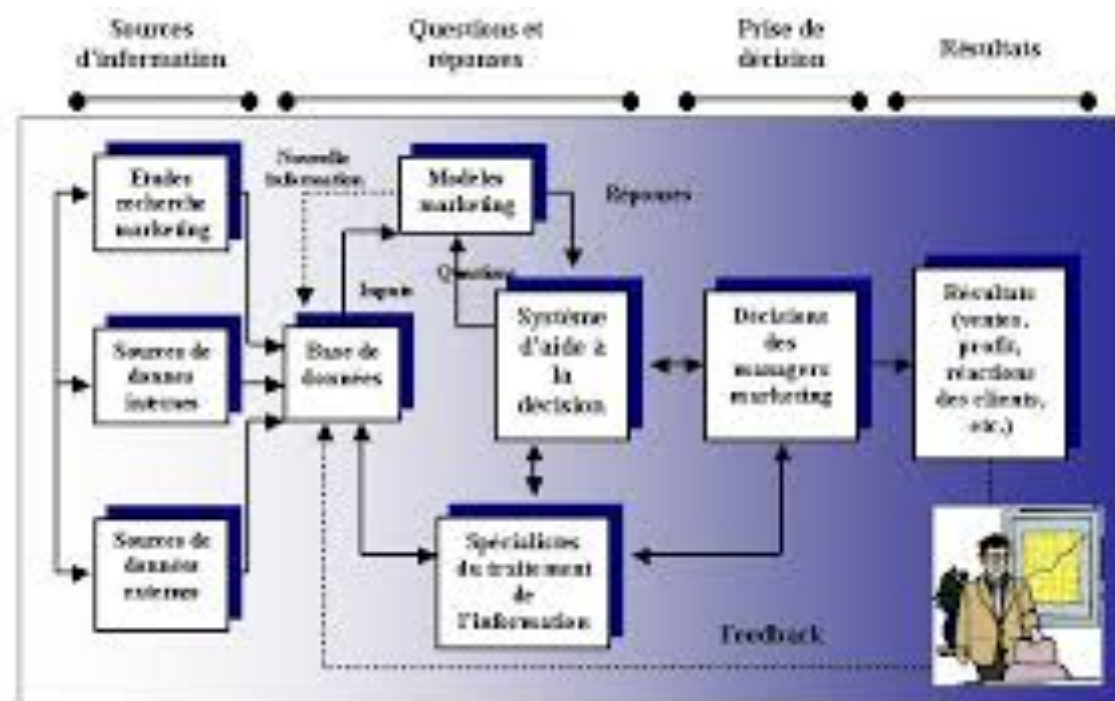 Sources
d'information
Questions et
réponses
Prise de
décision
Résultats
Etudes
recherche
marketing
Nouvelle
information
Modeles
marketing
Réponses
Questions
Inputs
Sources de
donnes
internes
Base de
données
Système
d'aide à
la
décision
Décisions
des
managers
marketing
Résultats
(ventes,
profit,
réactions
des clients,
etc.)
Sources de
données
externes
Spécialistes
du traitement
de
l'information
Feedback